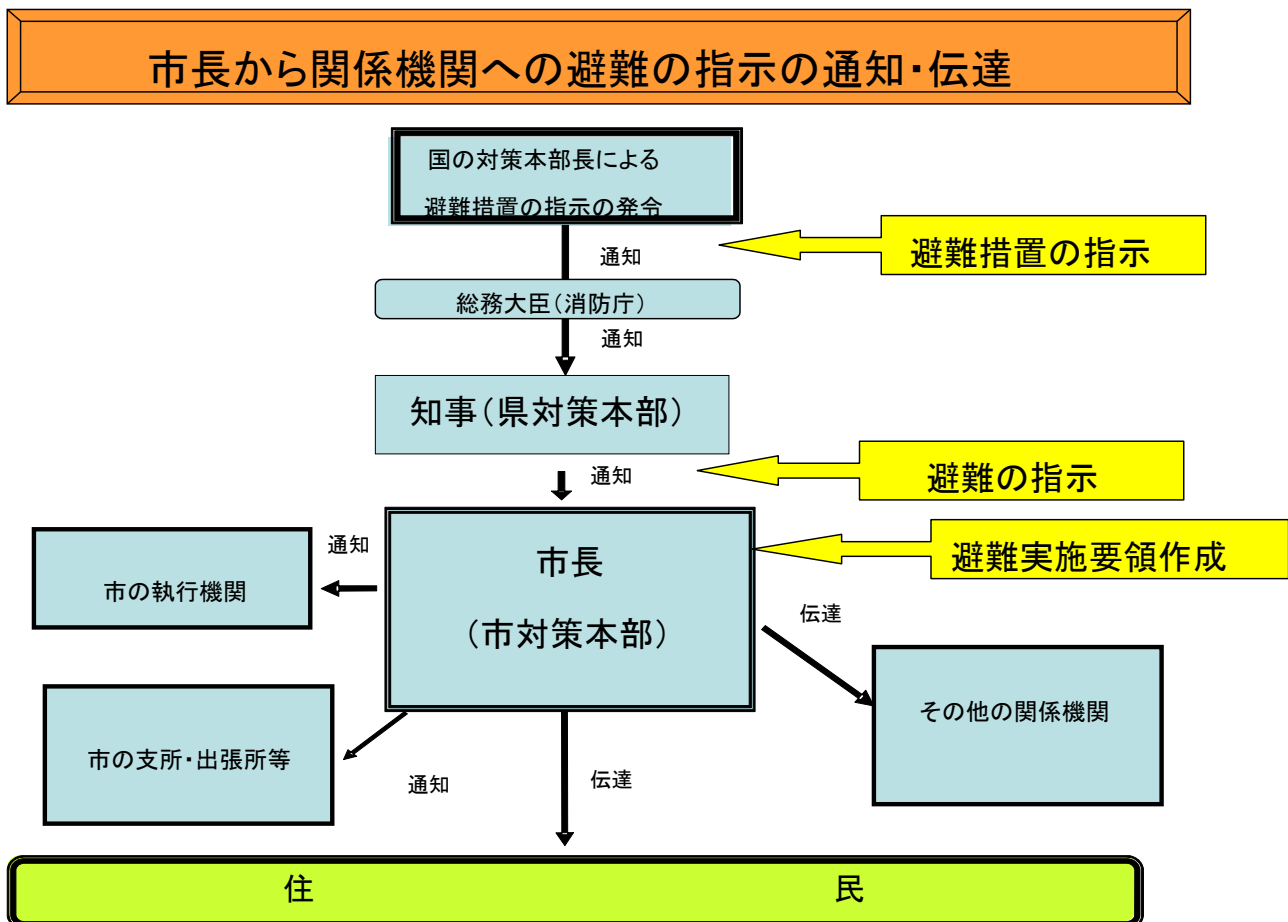 市長から関係機関への避難の指示の通知・伝達
国の対策本部長による
避難措置の指示の発令
通知
避難措置の指示
総務大臣（消防庁）
通知
知事（県対策本部）
通知
避難の指示
市長
（市対策本部）
避難実施要領作成
通知
市の執行機関
伝達
その他の関係機関
市の支所・出張所等
通知
伝達
住民